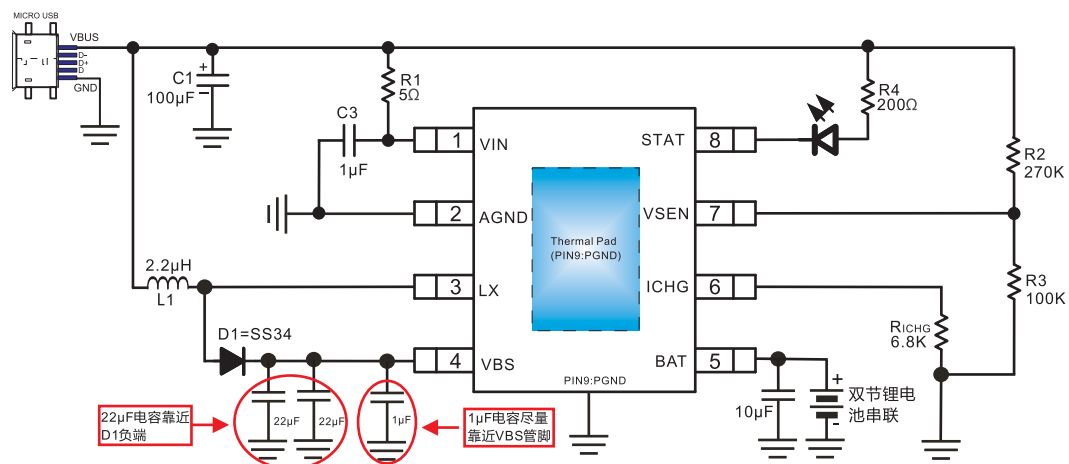 MICRO USB
VBUS
D-
D+
D
GND
C1
100μF
+
R1
5Ω
C3
1μF
R4
200Ω
1
VIN
STAT
8
R2
270K
2
AGND
VSEN
7
Thermal Pad
(PIN9:PGND)
2.2μH
L1
3
LX
ICHG
6
R3
100K
D1=SS34
RICHG
6.8K
4
VBS
BAT
5
PIN9:PGND
22μF电容靠近
D1负端
22μF
22μF
1μF
1μF电容尽量
靠近VBS管脚
10μF
+
-
双节锂电
池串联